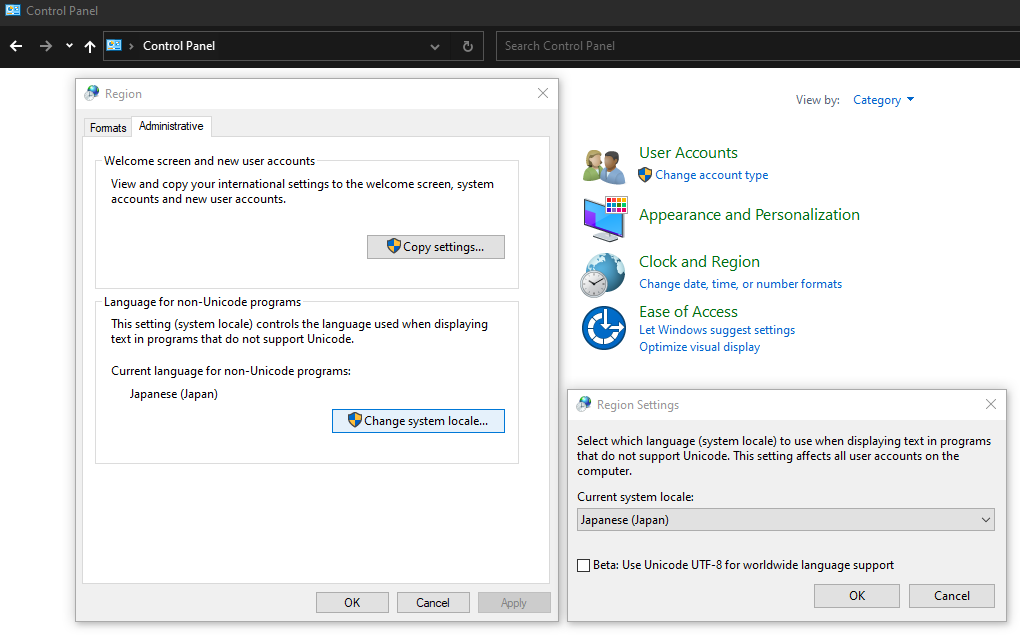 Control Panel
Control Panel
Search Control Panel
Region
Formats
Administrative
Welcome screen and new user accounts
View and copy your international settings to the welcome screen, system
accounts and new user accounts.
Copy settings...
Language for non-Unicode programs
This setting (system locale) controls the language used when displaying
text in programs that do not support Unicode.
Current language for non-Unicode programs:
Japanese (Japan)
Change system locale...
OK
Cancel
Apply
View by:
Category
User Accounts
Change account type
Appearance and Personalization
Clock and Region
Change date, time, or number formats
Ease of Access
Let Windows suggest settings
Optimize visual display
Region Settings
Select which language (system locale) to use when displaying text in programs
that do not support Unicode. This setting affects all user accounts on the
computer.
Current system locale:
Japanese (Japan)
Beta: Use Unicode UTF-8 for worldwide language support
OK
Cancel